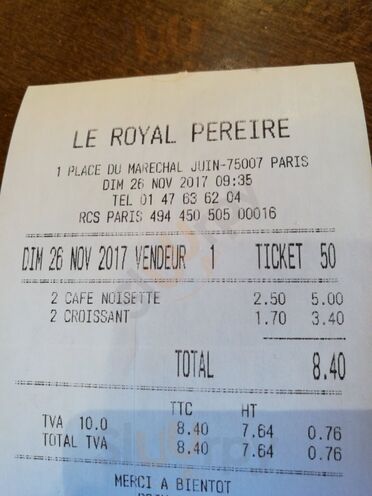 LE ROYAL PEREIRE
1 PLACE DU MARECHAL JUIN-75007 PARIS
DIM 26 NOV 2017 09:35
TEL 01 47 63 62 04
RCS PARIS 494 450 505 00016
DIM 26 NOV 2017 VENDEUR 1 TICKET 50
2 CAFE NOISETTE 2.50 5.00
2 CROISSANT 1.70 3.40
TOTAL 8.40
TTC HT
TVA 10.0 8.40 7.64 0.76
TOTAL TVA 8.40 7.64 0.76
MERCI A BIENTOT